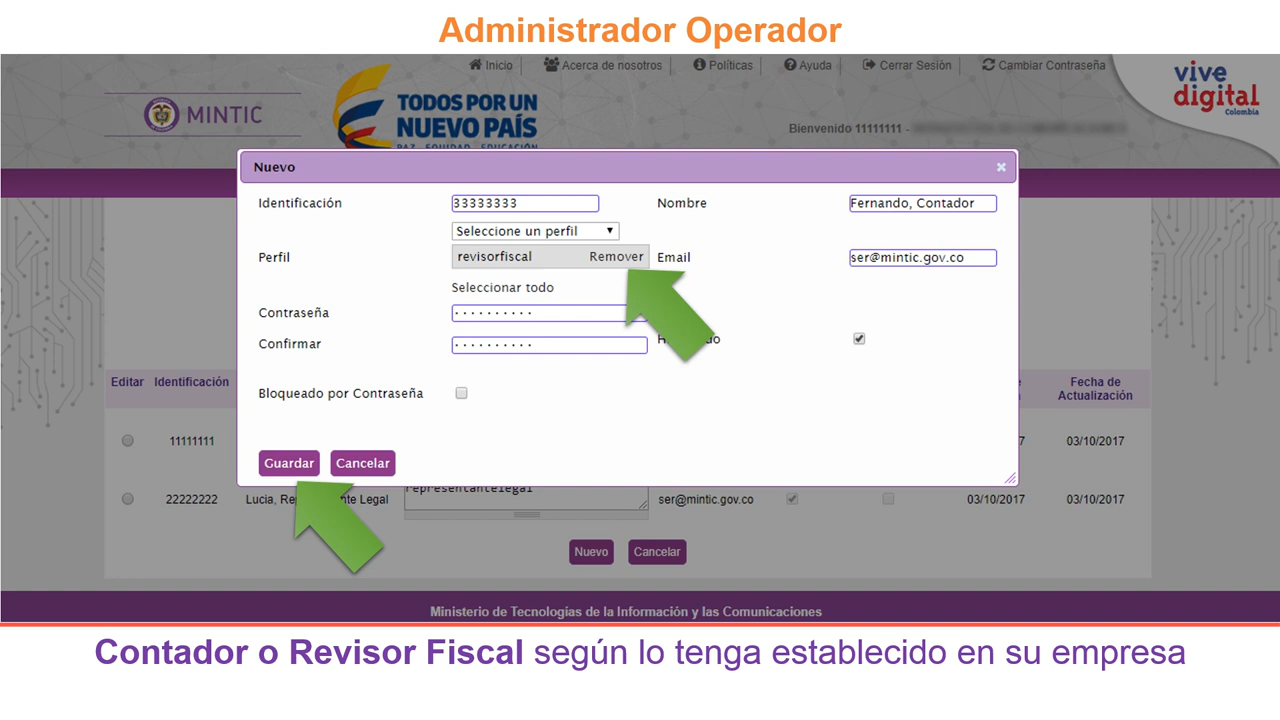 Administrador Operador
Inicio
Acerca de nosotros
Políticas
Ayuda
Cerrar Sesión
Cambiar Contraseña
MINTIC
TODOS POR UN
NUEVO PAÍS
PAZ EQUIDAD EDUCACIÓN
vive
digital
Colombia
Bienvenido 11111111 -
Nuevo
Identificación 33333333 Nombre Fernando, Contador
Seleccione un perfil
Perfil revisorfiscal Remover Email ser@mintic.gov.co
Seleccionar todo
Contraseña ··········
Confirmar ··········
Bloqueado por Contraseña
Guardar Cancelar
Editar Identificación
Fecha de
Actualización
11111111 7 03/10/2017
representantelegal
22222222 Lucia, Legal ser@mintic.gov.co 03/10/2017 03/10/2017
Nuevo Cancelar
Ministerio de Tecnologías de la Información y las Comunicaciones
Contador o Revisor Fiscal según lo tenga establecido en su empresa